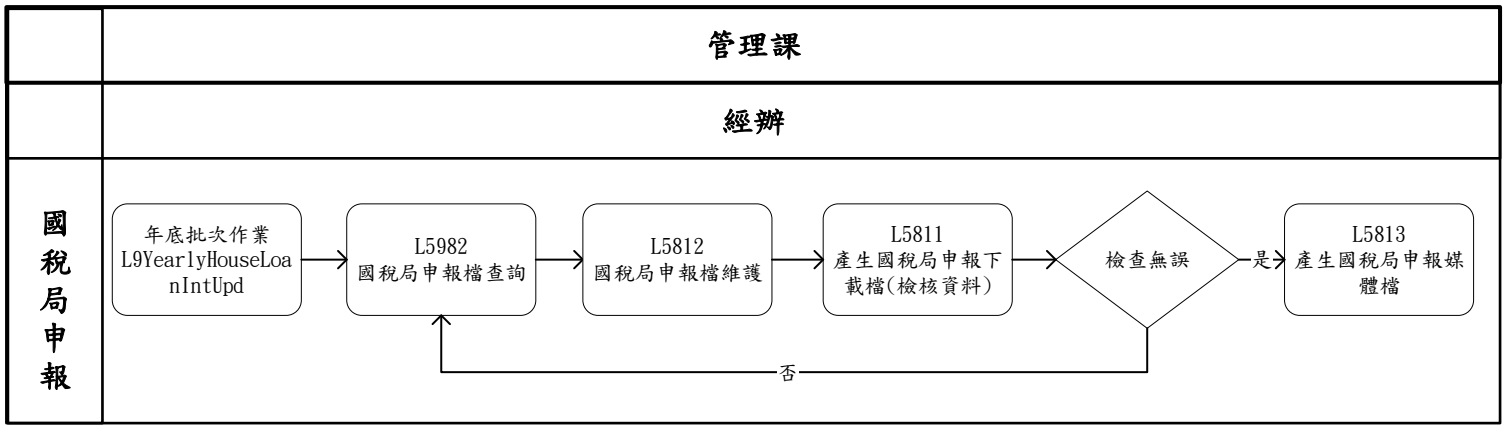 管理課
經辦
國
稅
局
申
報
年底批次作業
L9YearlyHouseLoa
nIntUpd
L5982
國稅局申報檔查詢
L5812
國稅局申報檔維護
L5811
產生國稅局申報下
載檔(檢核資料)
檢查無誤
是
L5813
產生國稅局申報媒
體檔
否